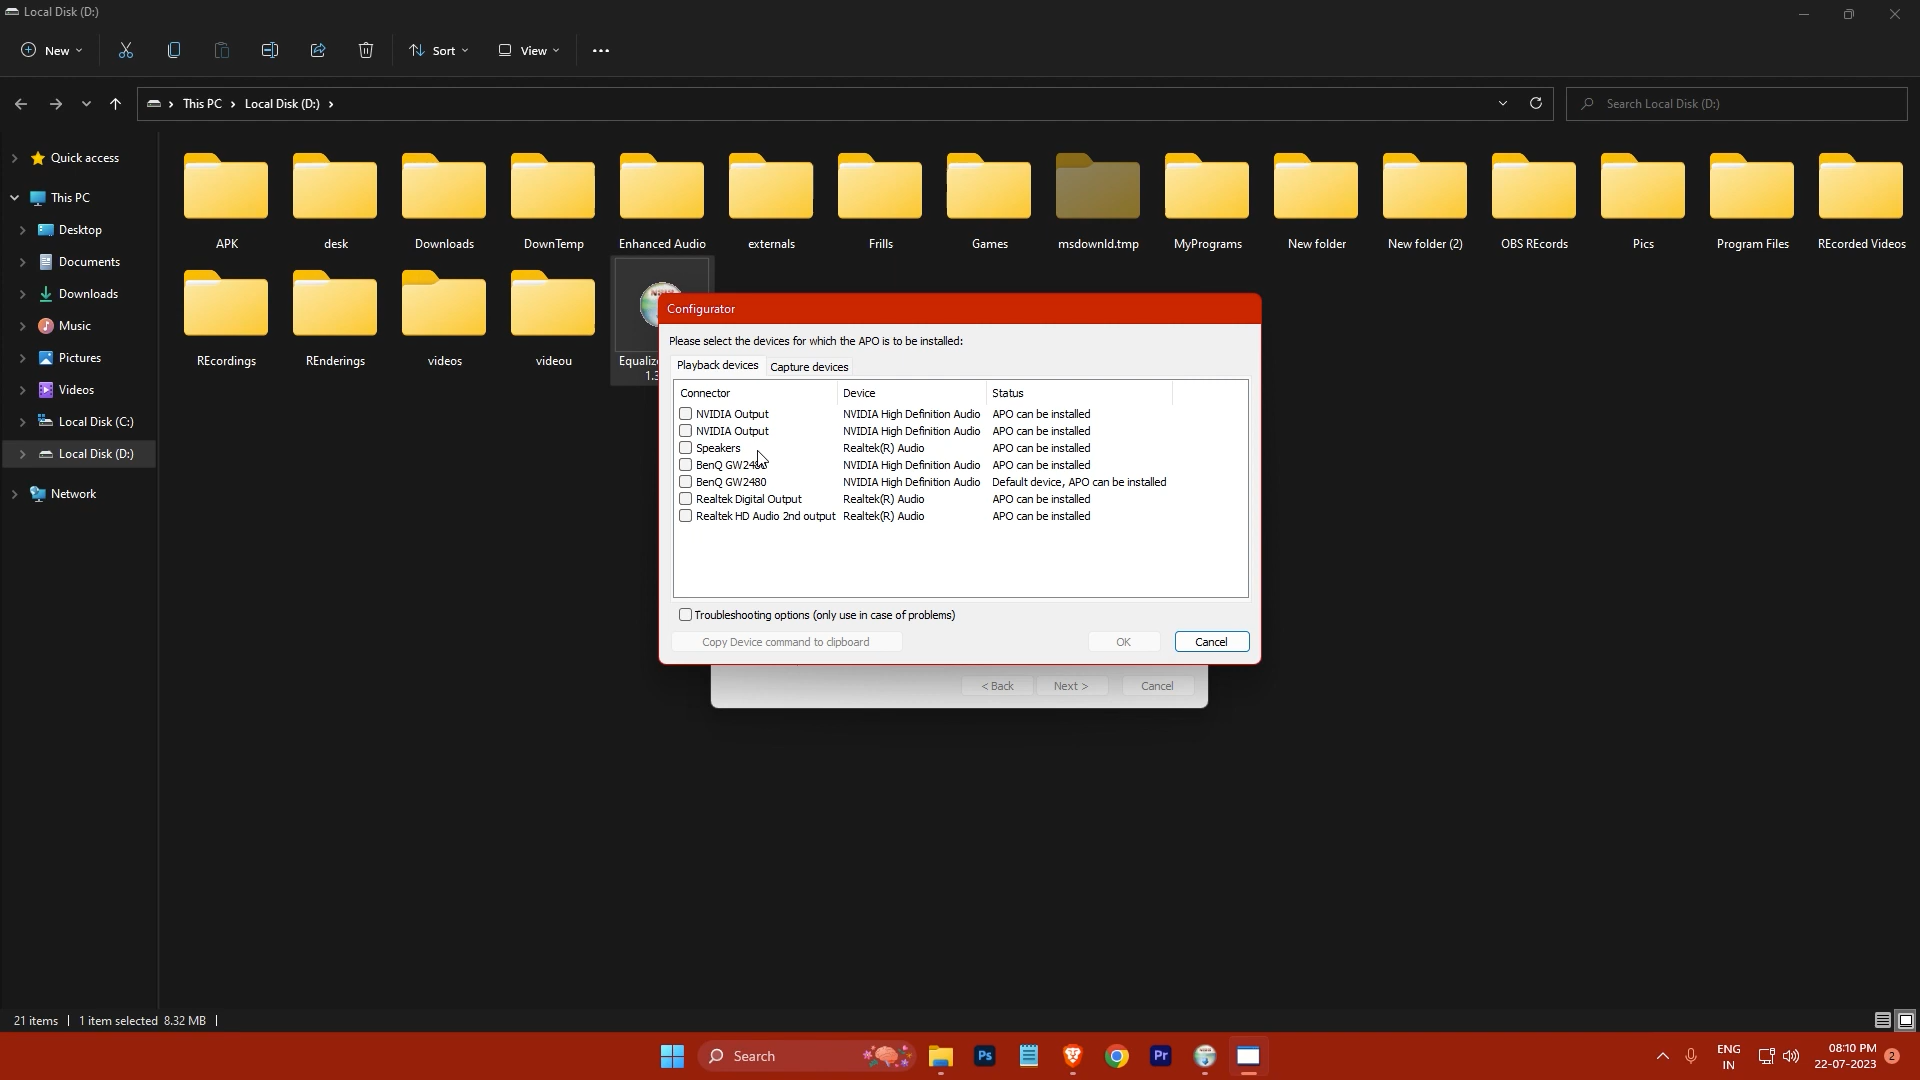 Local Disk (D:)
New
Sort
View
This PC > Local Disk (D:) >
Search Local Disk (D:)
Quick access
This PC
Desktop
Documents
Downloads
Music
Pictures
Videos
Local Disk (C:)
Local Disk (D:)
Network
APK
desk
Downloads
DownTemp
Enhanced Audio
externals
Frills
Games
msdownld.tmp
MyPrograms
New folder
New folder (2)
OBS REcords
Pics
Program Files
REcorded Videos
REcordings
REnderings
videos
videou
Configurator
Please select the devices for which the APO is to be installed:
Playback devices Capture devices
Connector Device Status
NVIDIA Output NVIDIA High Definition Audio APO can be installed
NVIDIA Output NVIDIA High Definition Audio APO can be installed
Speakers Realtek(R) Audio APO can be installed
BenQ NVIDIA High Definition Audio APO can be installed
BenQ GW2480 NVIDIA High Definition Audio Default device, APO can be installed
Realtek Digital Output Realtek(R) Audio APO can be installed
Realtek HD Audio 2nd output Realtek(R) Audio APO can be installed
Troubleshooting options (only use in case of problems)
Copy Device command to clipboard OK Cancel
< Back Next > Cancel
21 items 1 item selected 8.32 MB
Search
Ps
Pr
ENG
IN
08:10 PM
22-07-2023
2